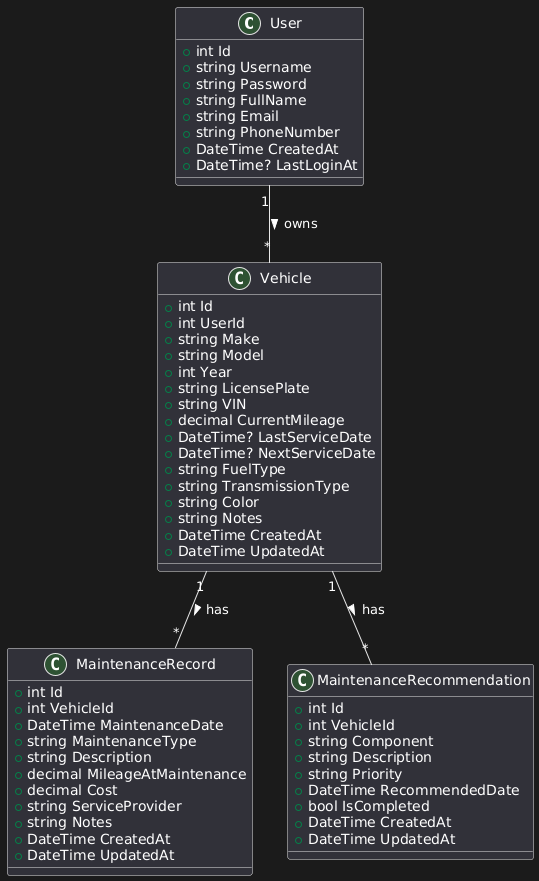 C User
int Id
string Username
string Password
string FullName
string Email
string PhoneNumber
DateTime CreatedAt
DateTime? LastLoginAt
1
owns
*
C Vehicle
int Id
int UserId
string Make
string Model
int Year
string LicensePlate
string VIN
decimal CurrentMileage
DateTime? LastServiceDate
DateTime? NextServiceDate
string FuelType
string TransmissionType
string Color
string Notes
DateTime CreatedAt
DateTime UpdatedAt
1
has
*
1
has
*
C MaintenanceRecord
int Id
int VehicleId
DateTime MaintenanceDate
string MaintenanceType
string Description
decimal MileageAtMaintenance
decimal Cost
string ServiceProvider
string Notes
DateTime CreatedAt
DateTime UpdatedAt
C MaintenanceRecommendation
int Id
int VehicleId
string Component
string Description
string Priority
DateTime RecommendedDate
bool IsCompleted
DateTime CreatedAt
DateTime UpdatedAt